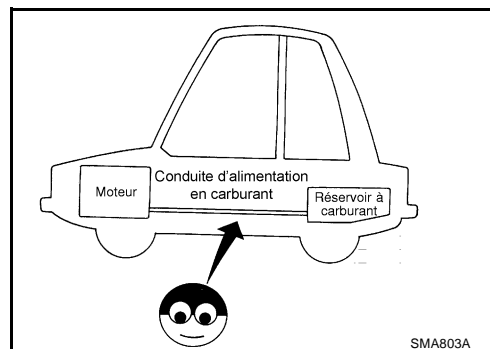 Conduite d'alimentation
en carburant
Moteur
Réservoir à
carburant
SMA803A